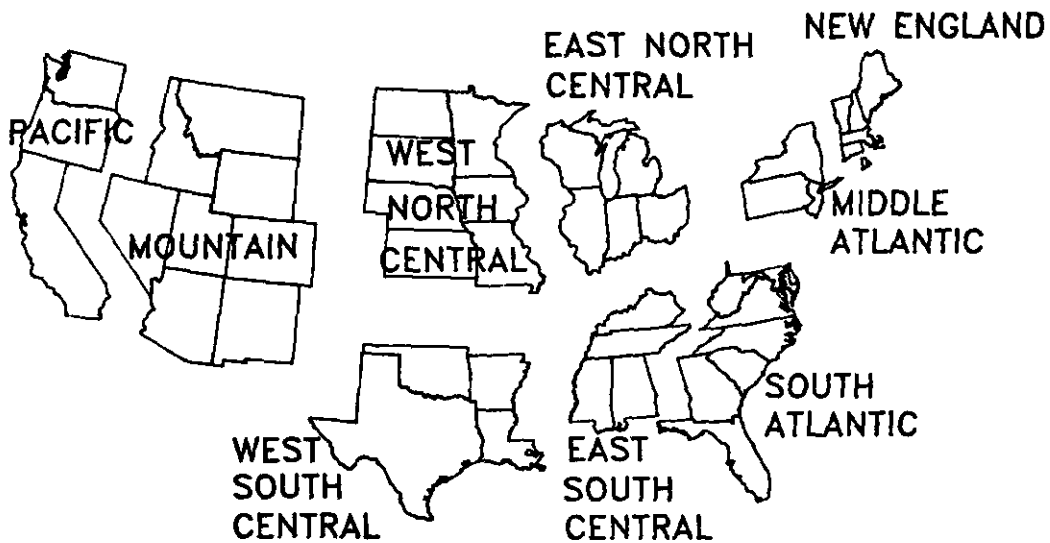 NEW ENGLAND
EAST NORTH
CENTRAL
PACIFIC
WEST
NORTH
CENTRAL
MOUNTAIN
MIDDLE
ATLANTIC
SOUTH
ATLANTIC
WEST
SOUTH
CENTRAL
EAST
SOUTH
CENTRAL